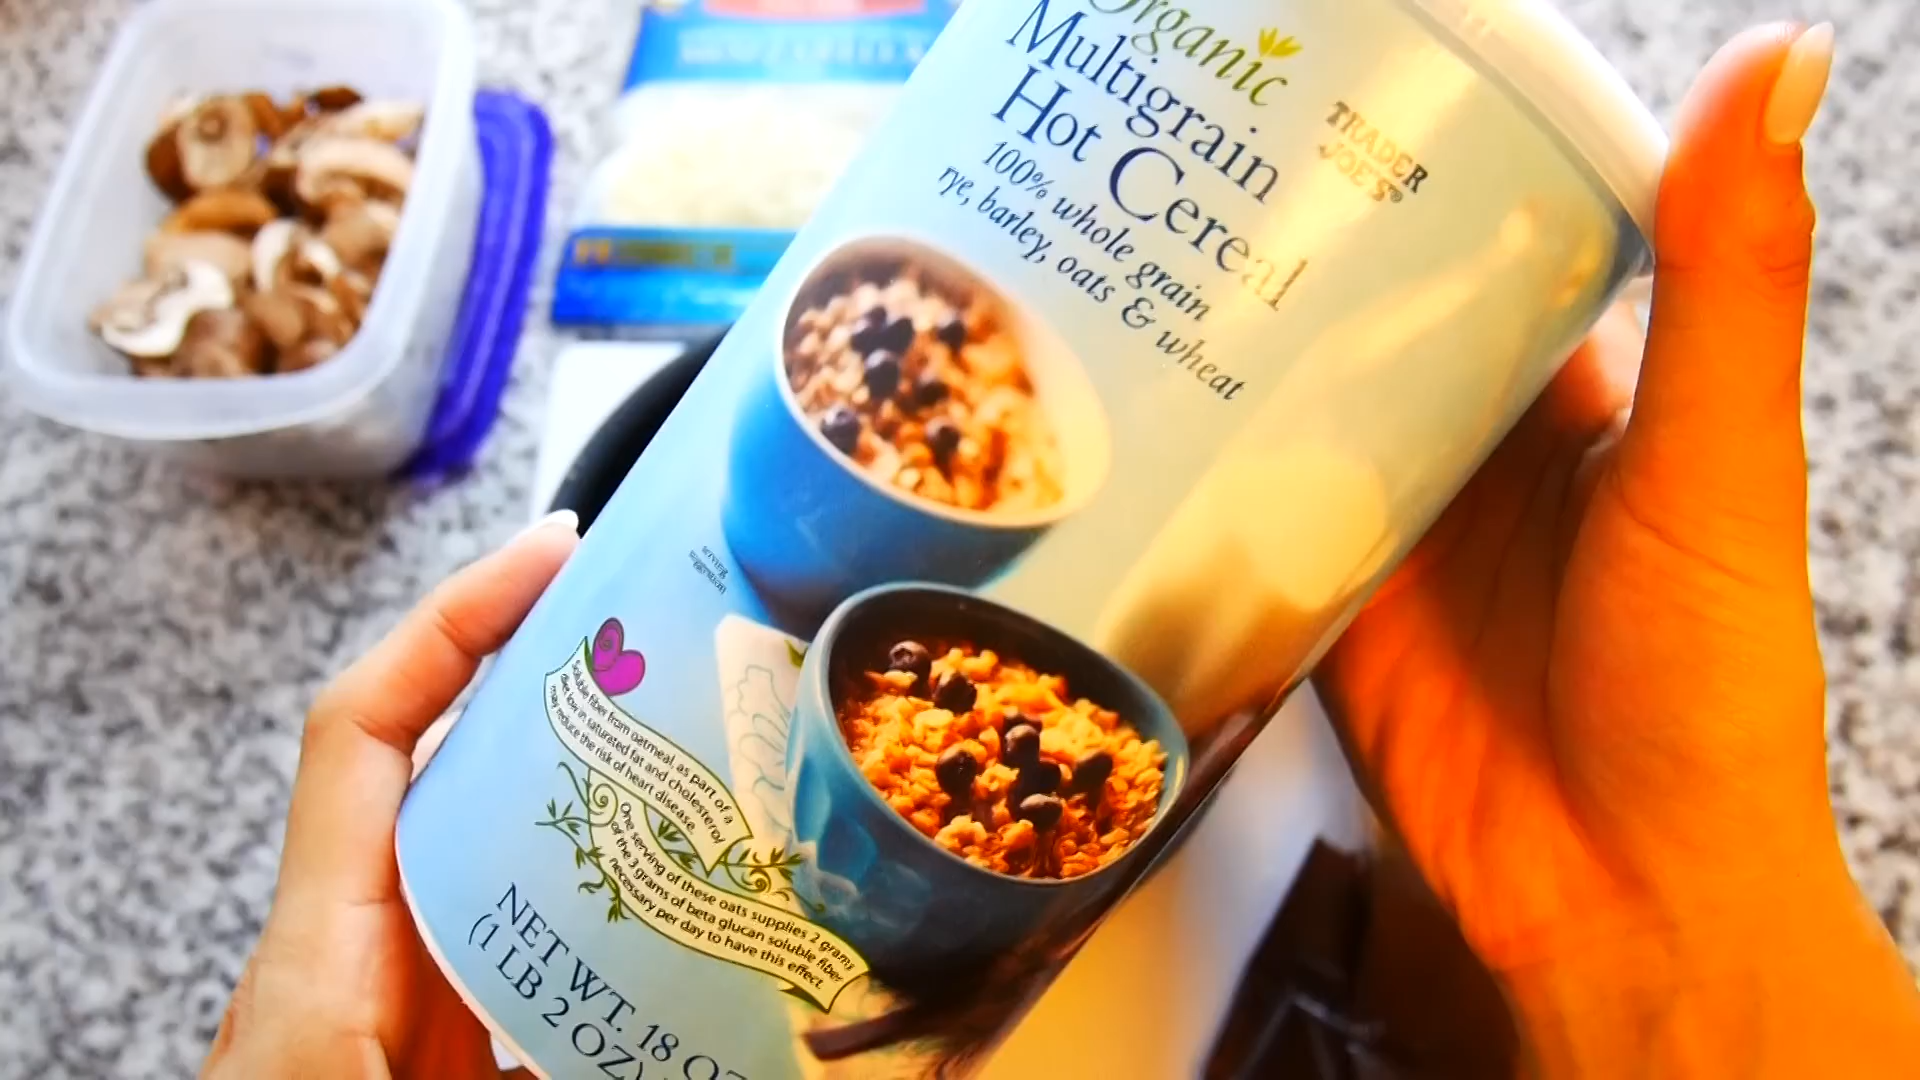 Organic
Multigrain
Hot Cereal
100% whole grain
rye, barley, oats & wheat
TRADER
JOE'S®
serving
suggestion
Soluble fiber from oatmeal, as part of a
diet low in saturated fat and cholesterol
may reduce the risk of heart disease.
One serving of these oats supplies 2 grams
of the 3 grams of beta glucan soluble fiber
necessary per day to have this effect.
NET WT. 18 OZ
(1 LB 2 OZ)